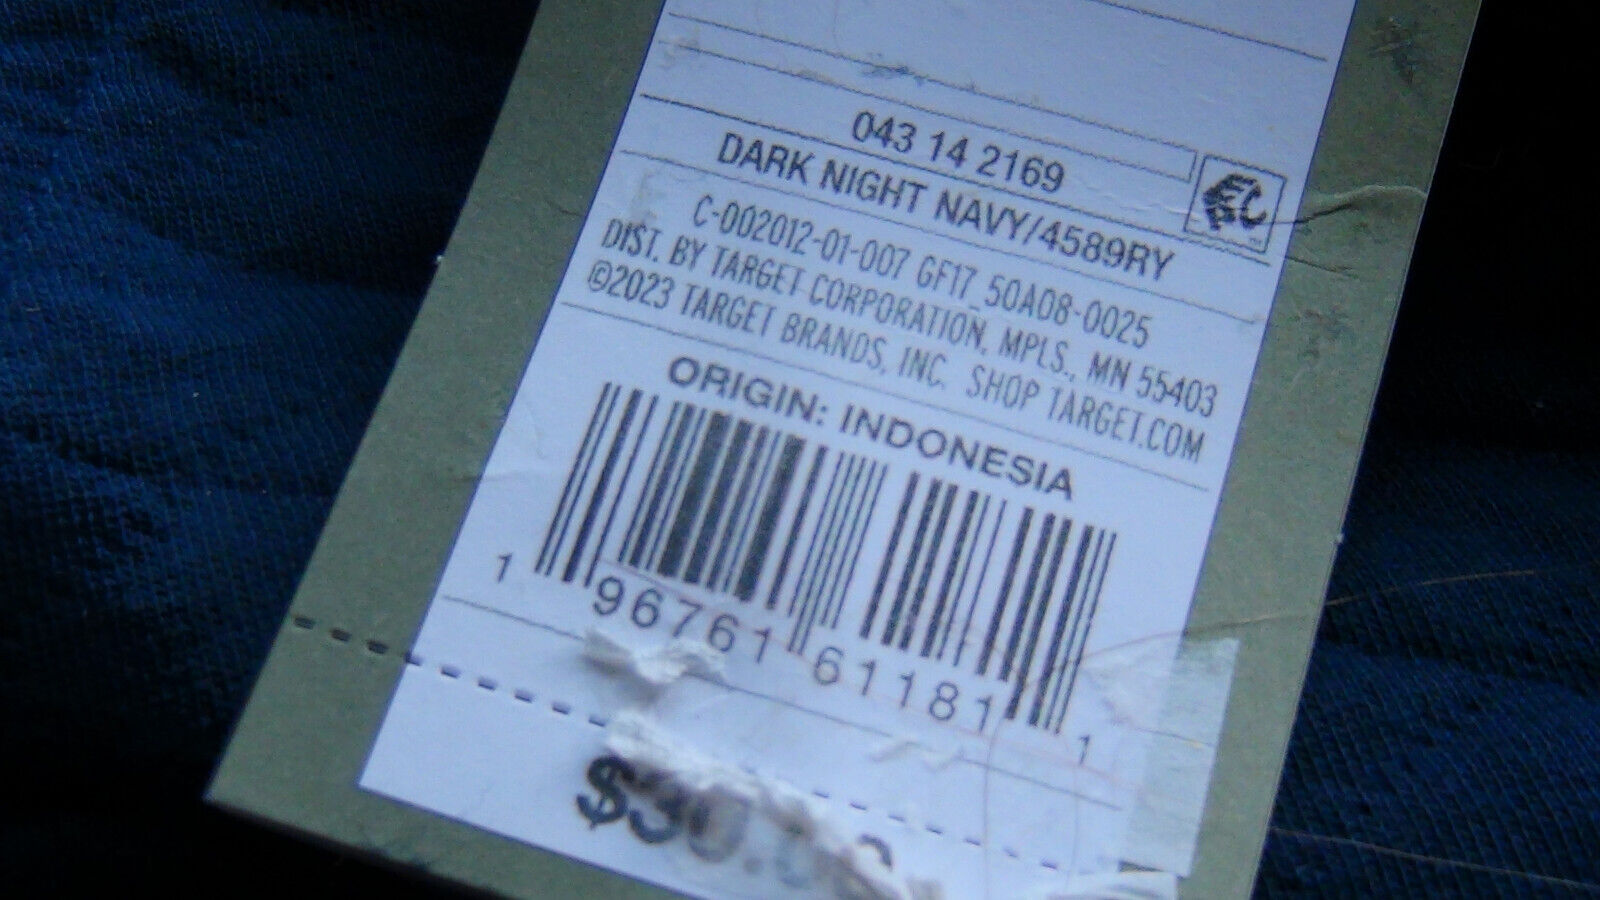 043 14 2169
DARK NIGHT NAVY/4589RY
C-002012-01-007 GF17_50A08-0025
DIST. BY TARGET CORPORATION, MPLS., MN 55403
©2023 TARGET BRANDS, INC. SHOP TARGET.COM
ORIGIN: INDONESIA
1 96761 61181 1